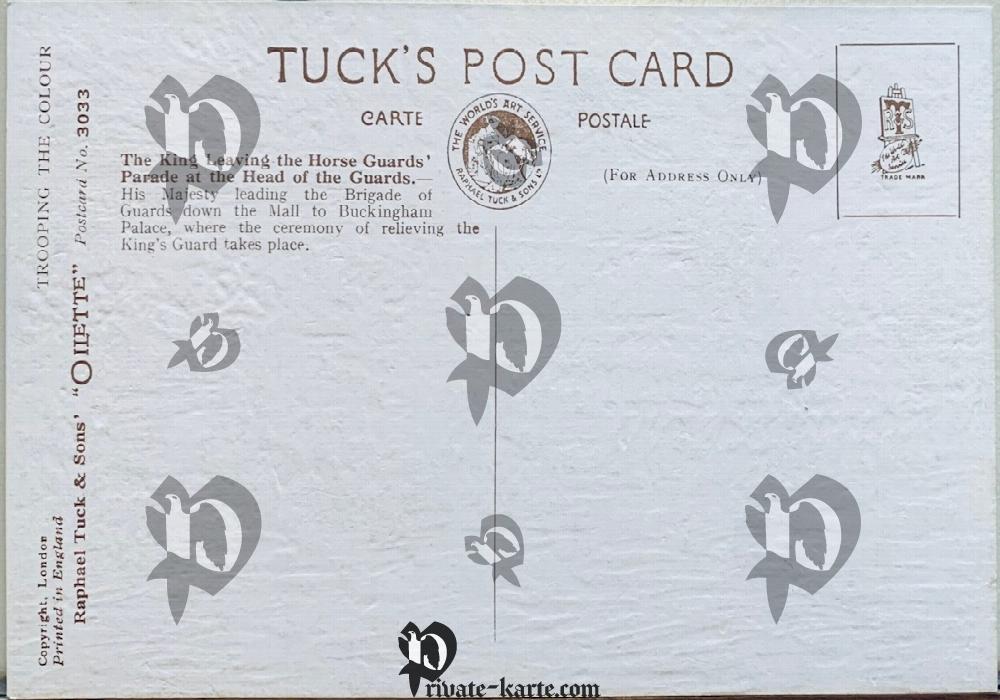 TUCK'S POST CARD
CARTE POSTALE
THE WORLD'S ART SERVICE
RAPHAEL TUCK & SONS LD
(FOR ADDRESS ONLY)
TRADE MARK
The King Leaving the Horse Guards'
Parade at the Head of the Guards.—
His Majesty leading the Brigade of
Guards down the Mall to Buckingham
Palace, where the ceremony of relieving the
King's Guard takes place.
TROOPING THE COLOUR
Raphael Tuck & Sons' "OILETTE" Postcard No. 3033
Copyright, London
Printed in England
Private-karte.com